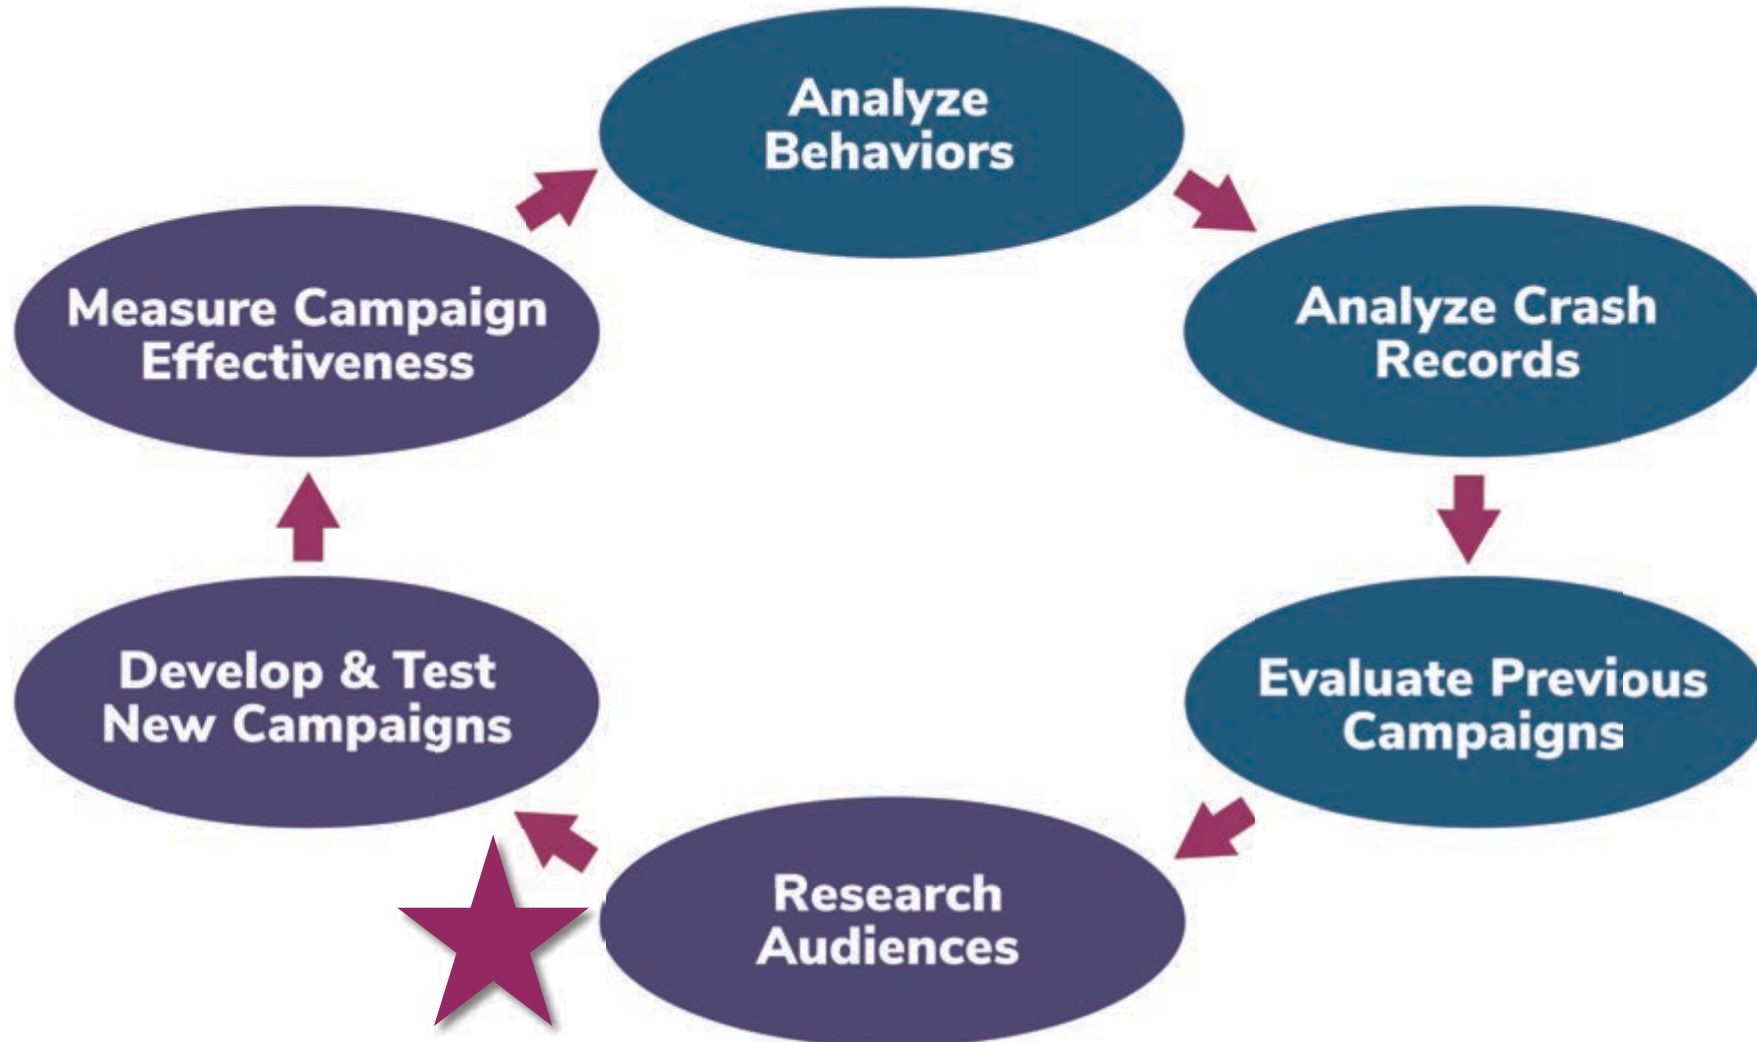 Analyze
Behaviors
Analyze Crash
Records
Evaluate Previous
Campaigns
Research
Audiences
Develop & Test
New Campaigns
Measure Campaign
Effectiveness